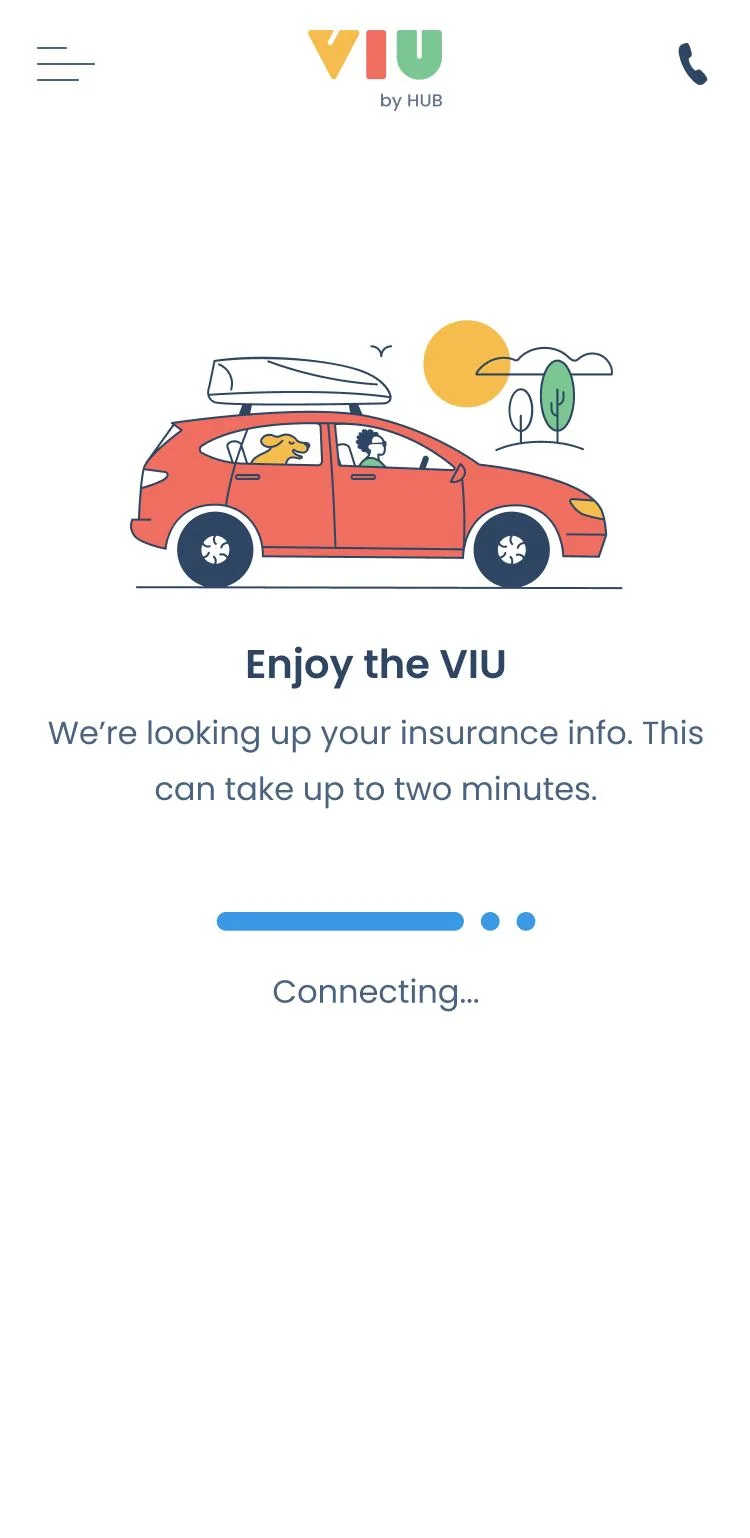 VIU
by HUB
Enjoy the VIU
We’re looking up your insurance info. This
can take up to two minutes.
Connecting...